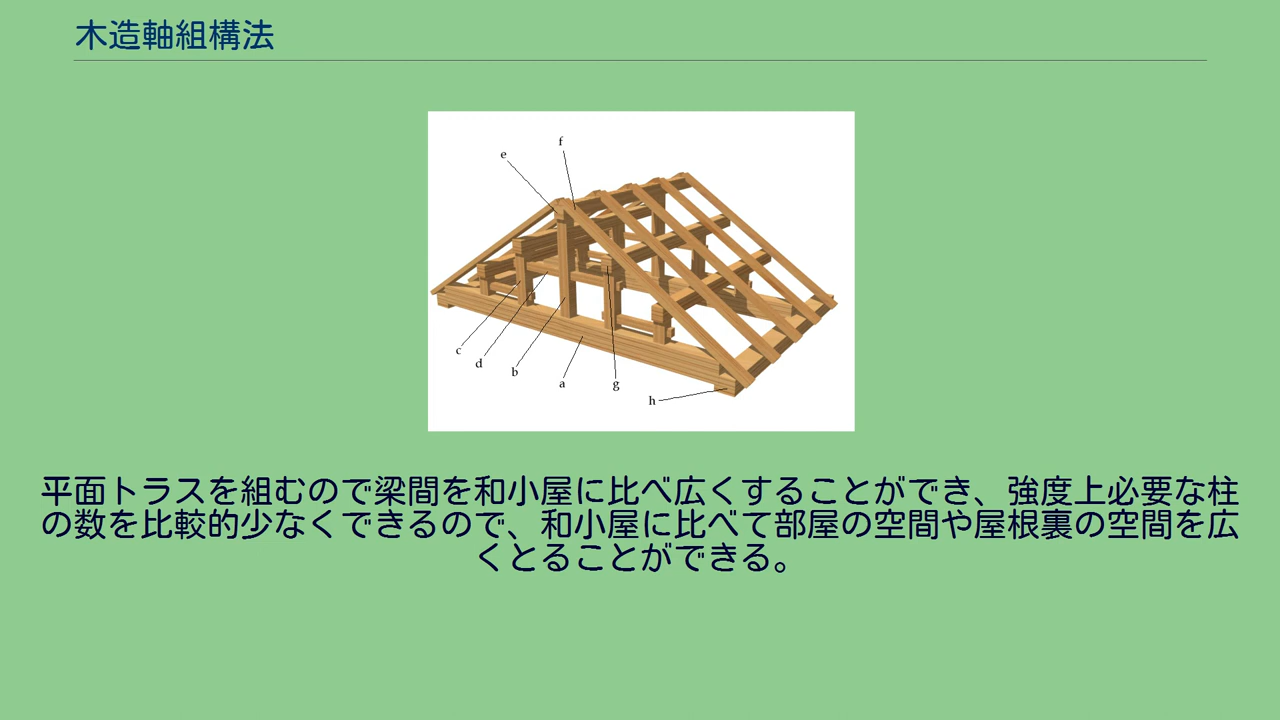 木造軸組構法
f
e
c
d
b
a
g
h
平面トラスを組むので梁間を和小屋に比べ広くすることができ、強度上必要な柱
の数を比較的少なくできるので、和小屋に比べて部屋の空間や屋根裏の空間を広
くとることができる。